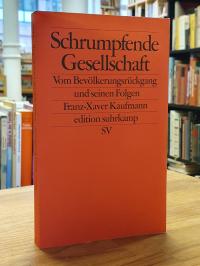 Schrumpfende
Gesellschaft
Vom Bevölkerungsrückgang
und seinen Folgen
Franz-Xaver Kaufmann
edition suhrkamp
SV